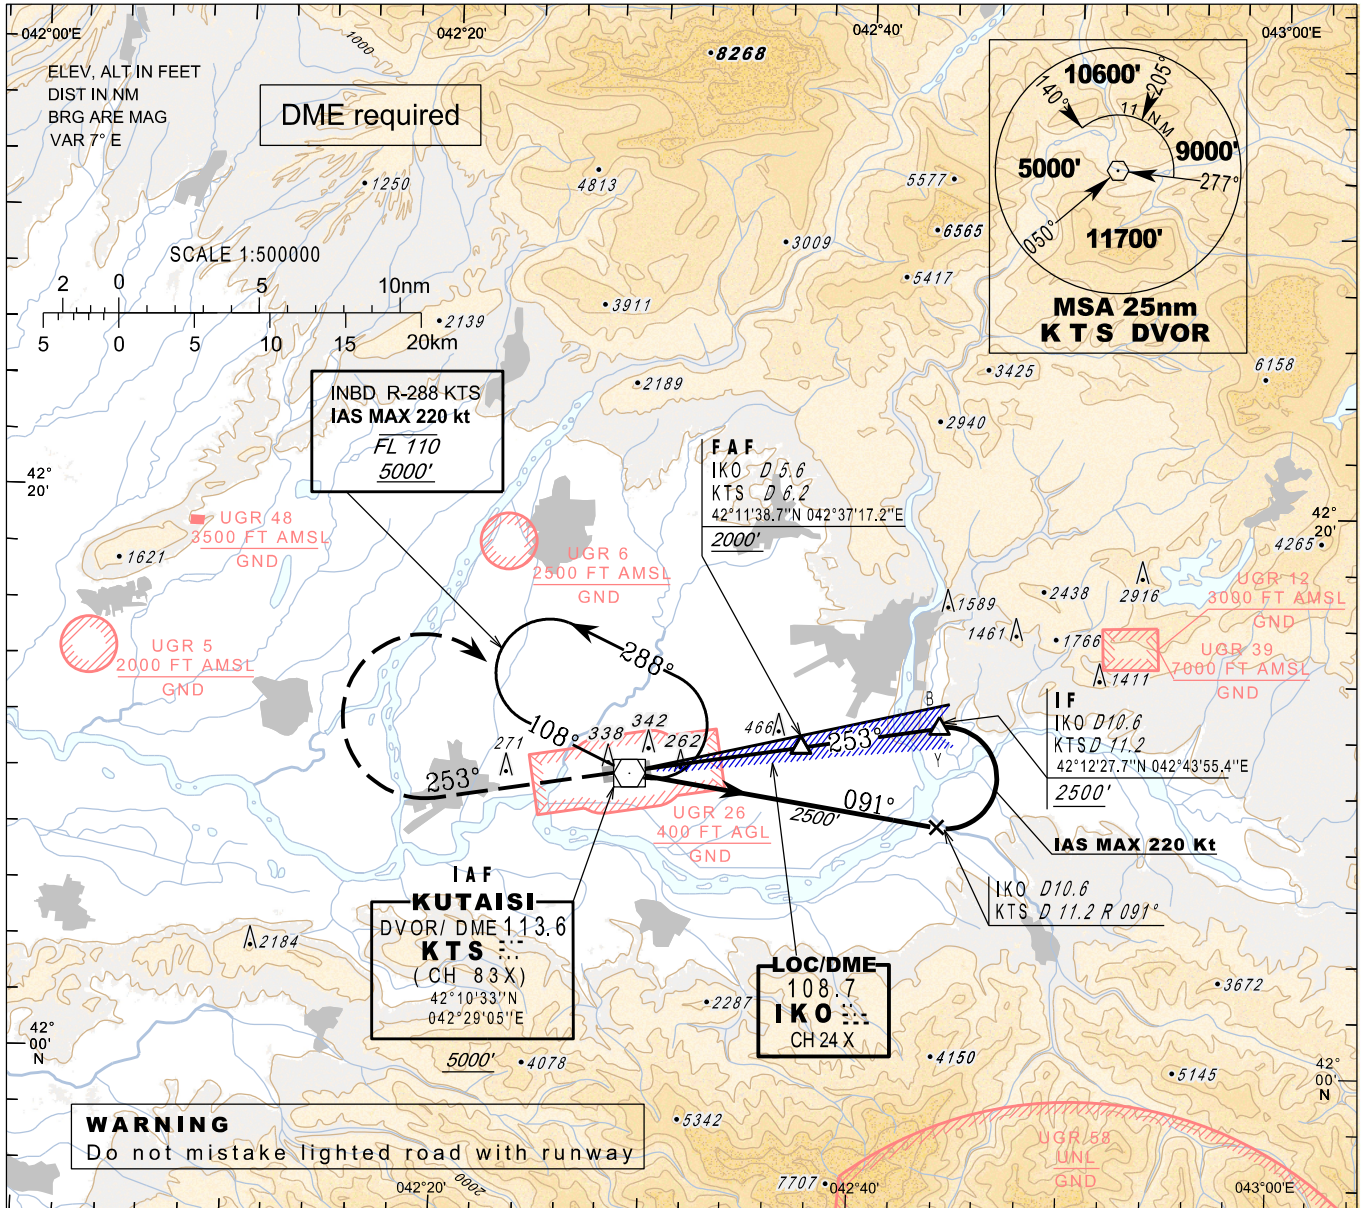 042°00'E
042°20'
042°40'
043°00'E
1000
8268
ELEV, ALT IN FEET
DIST IN NM
BRG ARE MAG
VAR 7° E
DME required
10600'
140°
205°
11 NM
9000'
5000'
277°
050°
11700'
MSA 25nm
KTS DVOR
1250
4813
5577
6565
3009
5417
SCALE 1:500000
2 0 5 10nm
5 0 5 10 15 20km
3911
2139
2189
3425
6158
2940
INBD R-288 KTS
IAS MAX 220 kt
FL 110
5000'
FAF
IKO D 5.6
KTS D 6.2
42°11'38.7"N 042°37'17.2"E
2000'
42°
20'
42°
20'
4265
UGR 48
3500 FT AMSL
GND
1621
UGR 6
2500 FT AMSL
GND
UGR 5
2000 FT AMSL
GND
1589
1461
2438
2916
1766
1411
UGR 12
3000 FT AMSL
GND
UGR 39
7000 FT AMSL
GND
288°
108°
253°
271
338
342
262
466
253°
B
Y
IF
IKO D10.6
KTS D 11.2
42°12'27.7"N 042°43'55.4"E
2500'
091°
2500'
UGR 26
400 FT AGL
GND
IAS MAX 220 Kt
IKO D10.6
KTS D 11.2 R 091°
IAF
KUTAISI
DVOR/ DME 113.6
KTS
(CH 83X)
42°10'33"N
042°29'05"E
5000'
2184
LOC/DME
108.7
IKO
CH 24 X
2287
3672
42°
00'
N
4078
4150
5145
42°
00'
N
5342
WARNING
Do not mistake lighted road with runway
UGR 58
UNL
GND
7707
042°20'
2000
042°40'
043°00'E